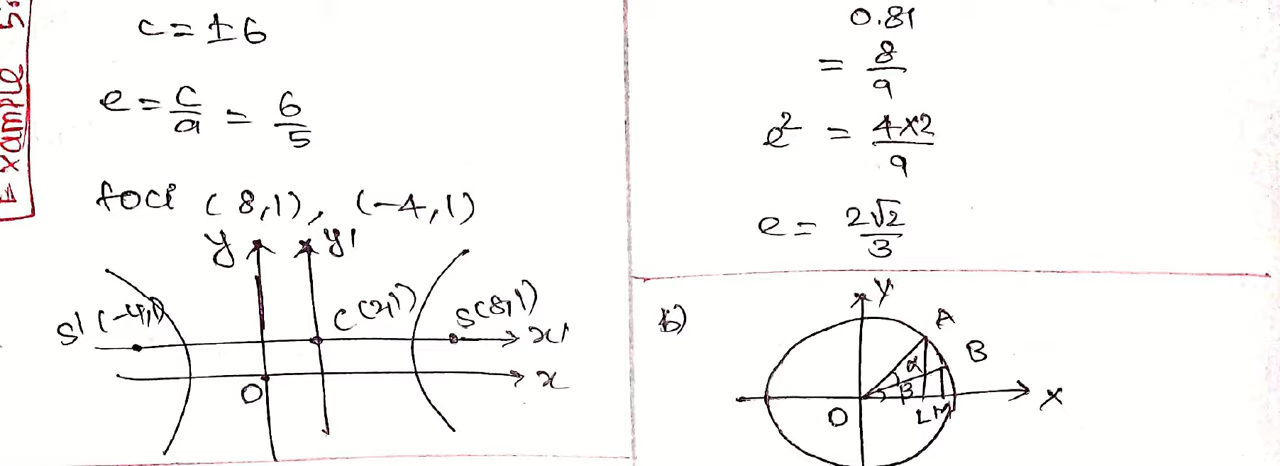 Example 5.
c = ±6
e = c/a = 6/5
foci (8,1), (-4,1)
y y'
S'(-4,1) C(2,1) S(8,1) x'
O x
0.81
= 8/9
e² = 4×2/9
e = 2√2/3
b)
Y
A
B
α
β
O L M X